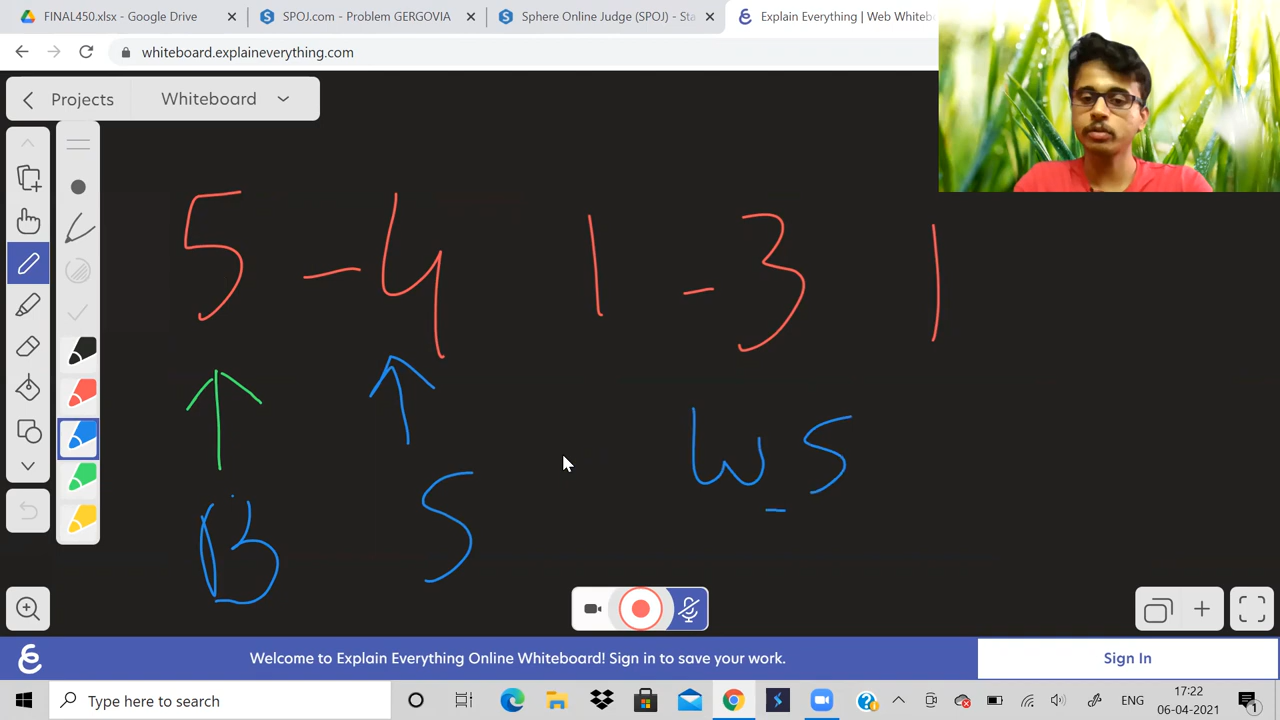 FINAL450.xlsx - Google Drive
SPOJ.com - Problem GERGOVIA
Sphere Online Judge (SPOJ) - Sta
Explain Everything | Web Whiteb
whiteboard.explaineverything.com
Projects
Whiteboard
5 -4 1 -3 1
W S
B S
Welcome to Explain Everything Online Whiteboard! Sign in to save your work.
Sign In
Type here to search
ENG
17:22
06-04-2021
1